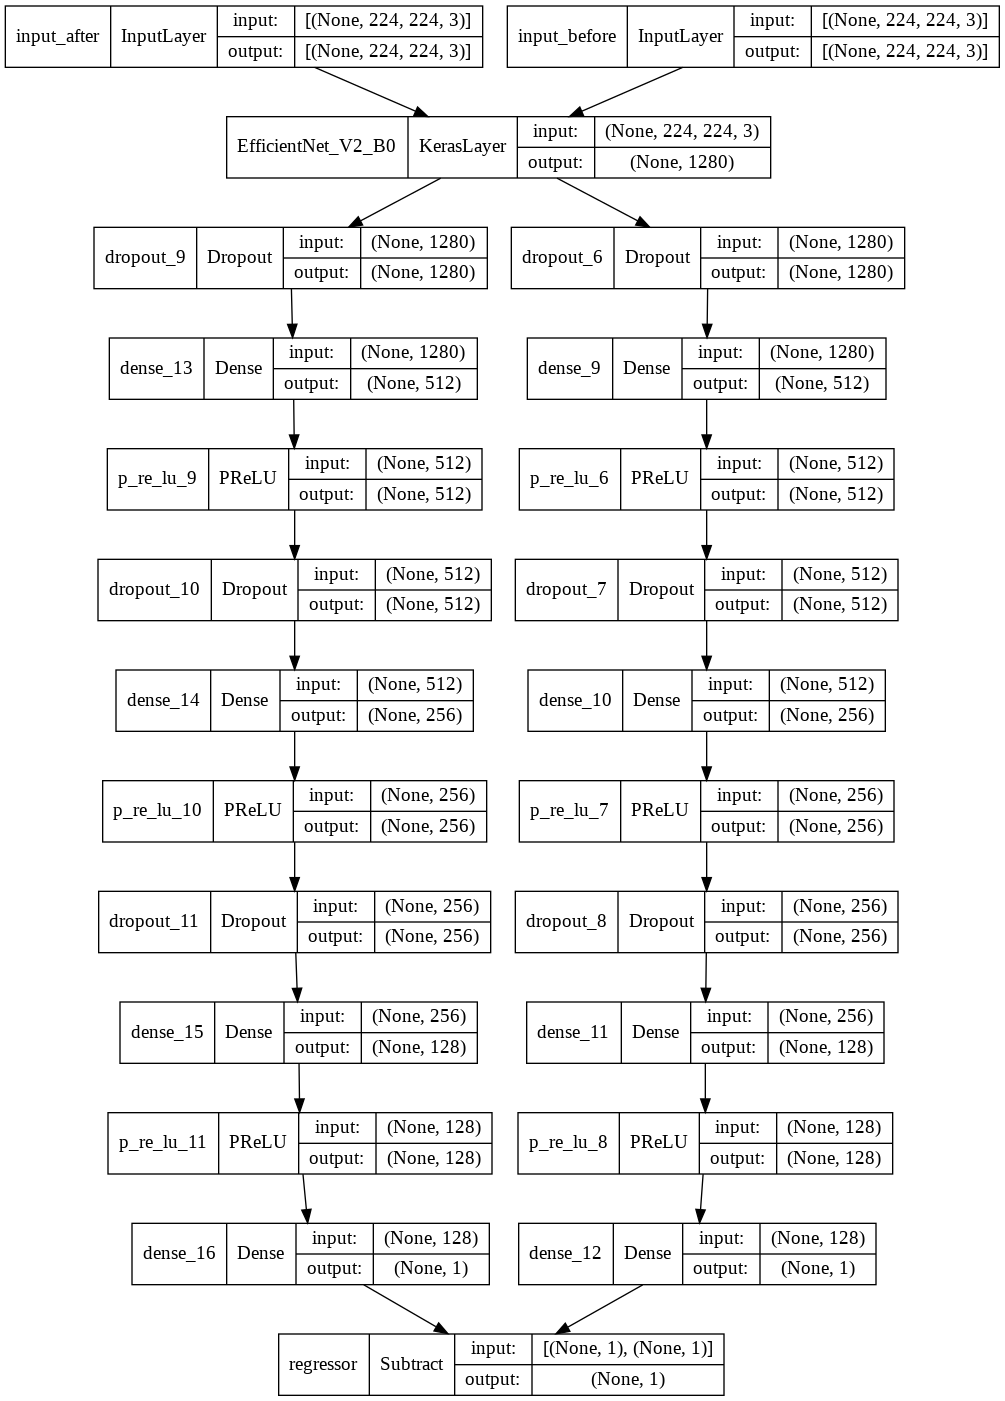 input_after InputLayer input: [(None, 224, 224, 3)]
output: [(None, 224, 224, 3)]
input_before InputLayer input: [(None, 224, 224, 3)]
output: [(None, 224, 224, 3)]
EfficientNet_V2_B0 KerasLayer input: (None, 224, 224, 3)
output: (None, 1280)
dropout_9 Dropout input: (None, 1280)
output: (None, 1280)
dropout_6 Dropout input: (None, 1280)
output: (None, 1280)
dense_13 Dense input: (None, 1280)
output: (None, 512)
dense_9 Dense input: (None, 1280)
output: (None, 512)
p_re_lu_9 PReLU input: (None, 512)
output: (None, 512)
p_re_lu_6 PReLU input: (None, 512)
output: (None, 512)
dropout_10 Dropout input: (None, 512)
output: (None, 512)
dropout_7 Dropout input: (None, 512)
output: (None, 512)
dense_14 Dense input: (None, 512)
output: (None, 256)
dense_10 Dense input: (None, 512)
output: (None, 256)
p_re_lu_10 PReLU input: (None, 256)
output: (None, 256)
p_re_lu_7 PReLU input: (None, 256)
output: (None, 256)
dropout_11 Dropout input: (None, 256)
output: (None, 256)
dropout_8 Dropout input: (None, 256)
output: (None, 256)
dense_15 Dense input: (None, 256)
output: (None, 128)
dense_11 Dense input: (None, 256)
output: (None, 128)
p_re_lu_11 PReLU input: (None, 128)
output: (None, 128)
p_re_lu_8 PReLU input: (None, 128)
output: (None, 128)
dense_16 Dense input: (None, 128)
output: (None, 1)
dense_12 Dense input: (None, 128)
output: (None, 1)
regressor Subtract input: [(None, 1), (None, 1)]
output: (None, 1)